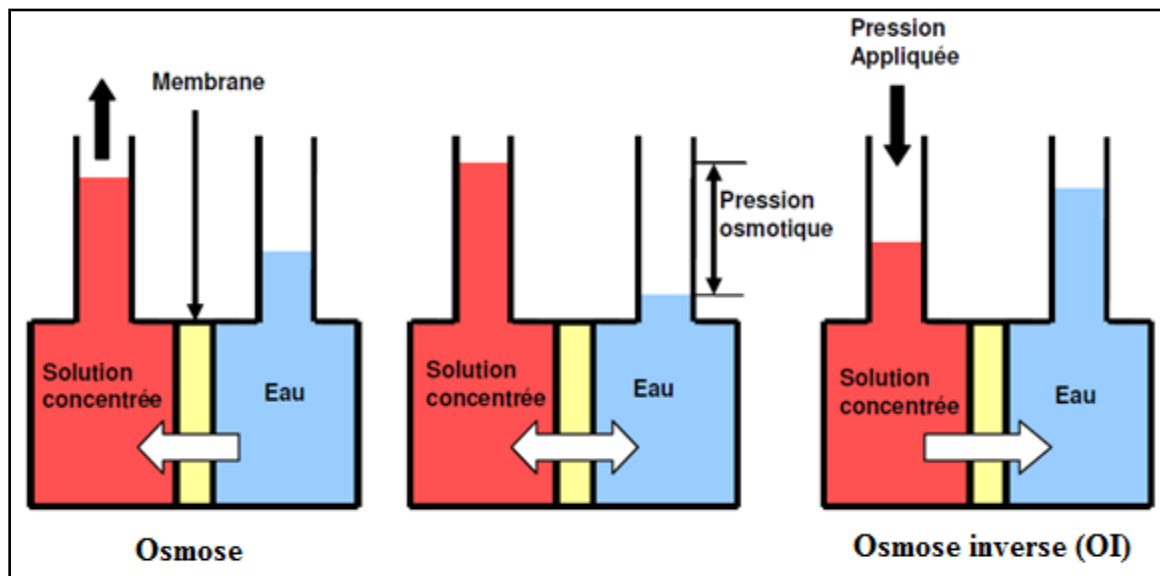 Membrane
Solution
concentrée
Eau
Osmose
Pression
osmotique
Solution
concentrée
Eau
Pression
Appliquée
Solution
concentrée
Eau
Osmose inverse (OI)